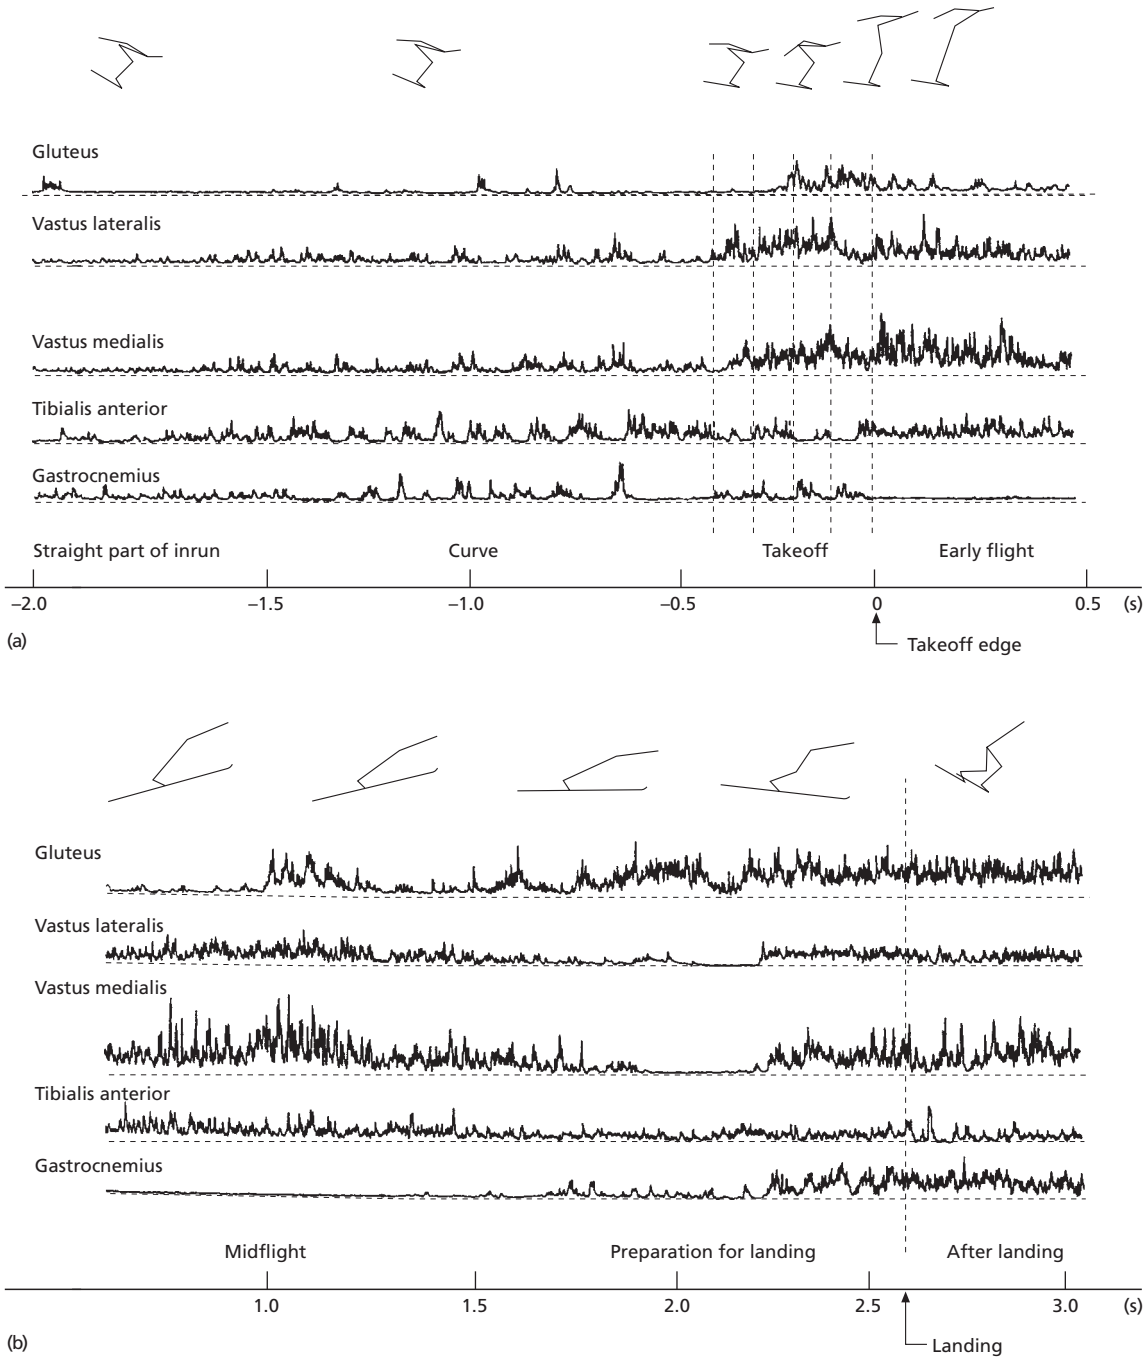 Gluteus
Vastus lateralis
Vastus medialis
Tibialis anterior
Gastrocnemius
Straight part of inrun Curve Takeoff Early flight
–2.0 –1.5 –1.0 –0.5 0 0.5 (s)
(a)
Takeoff edge
Gluteus
Vastus lateralis
Vastus medialis
Tibialis anterior
Gastrocnemius
Midflight Preparation for landing After landing
1.0 1.5 2.0 2.5 3.0 (s)
(b)
Landing